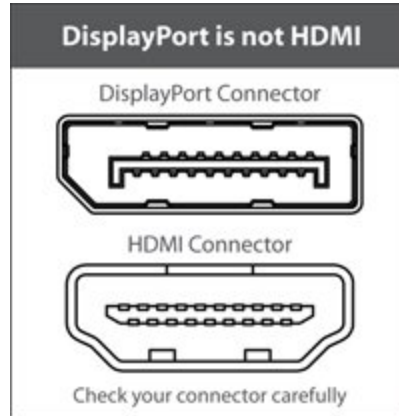 DisplayPort is not HDMI
DisplayPort Connector
HDMI Connector
Check your connector carefully